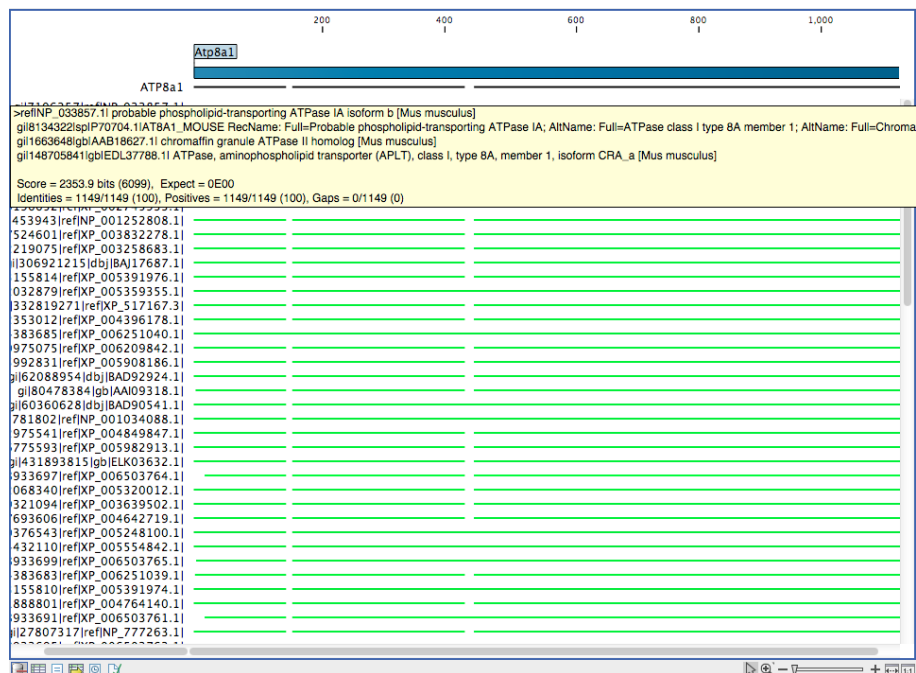 200 400 600 800 1,000
Atp8a1
ATP8a1
>ref|NP_033857.1| probable phospholipid-transporting ATPase IA isoform b [Mus musculus]
gi|8134322|sp|P70704.1|AT8A1_MOUSE RecName: Full=Probable phospholipid-transporting ATPase IA; AltName: Full=ATPase class I type 8A member 1; AltName: Full=Chroma
gi|1663648|gb|AAB18627.1| chromaffin granule ATPase II homolog [Mus musculus]
gi|148705841|gb|EDL37788.1| ATPase, aminophospholipid transporter (APLT), class I, type 8A, member 1, isoform CRA_a [Mus musculus]
Score = 2353.9 bits (6099), Expect = 0E00
Identities = 1149/1149 (100), Positives = 1149/1149 (100), Gaps = 0/1149 (0)
453943|ref|NP_001252808.1|
7524601|ref|XP_003832278.1|
219075|ref|XP_003258683.1|
i|306921215|dbj|BAJ17687.1|
155814|ref|XP_005391976.1|
032879|ref|XP_005359355.1|
|332819271|ref|XP_517167.3|
353012|ref|XP_004396178.1|
383685|ref|XP_006251040.1|
0975075|ref|XP_006209842.1|
992831|ref|XP_005908186.1|
gi|62088954|dbj|BAD92924.1|
gi|80478384|gb|AAI09318.1|
gi|60360628|dbj|BAD90541.1|
781802|ref|NP_001034088.1|
975541|ref|XP_004849847.1|
775593|ref|XP_005982913.1|
gi|431893815|gb|ELK03632.1|
933697|ref|XP_006503764.1|
068340|ref|XP_005320012.1|
321094|ref|XP_003639502.1|
7693606|ref|XP_004642719.1|
376543|ref|XP_005248100.1|
432110|ref|XP_005554842.1|
933699|ref|XP_006503765.1|
383683|ref|XP_006251039.1|
155810|ref|XP_005391974.1|
888801|ref|XP_004764140.1|
933691|ref|XP_006503761.1|
i|27807317|ref|NP_777263.1|
1:1